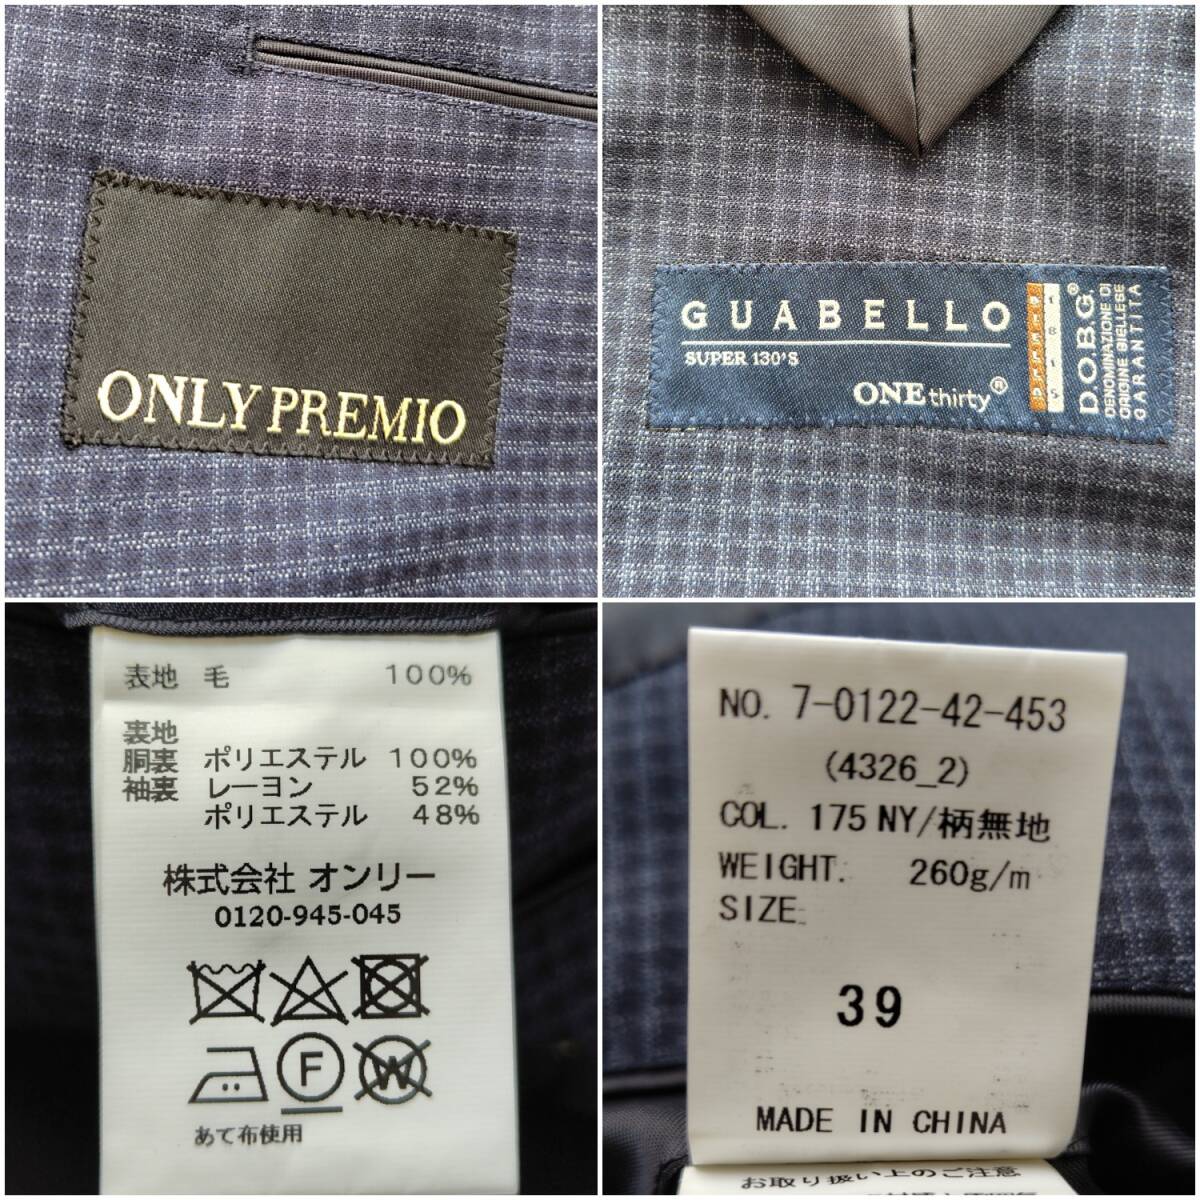 ONLY PREMIO
GUABELLO
SUPER 130'S
ONEthirty®
1815
D.O.B.G.®
DENOMINAZIONE DI
ORIGINE BIELLESE
GARANTITA
表地 毛 100%
裏地
胴裏 ポリエステル 100%
袖裏 レーヨン 52%
ポリエステル 48%
株式会社 オンリー
0120-945-045
F
W
あて布使用
NO. 7-0122-42-453
(4326_2)
COL. 175 NY/柄無地
WEIGHT. 260g/m
SIZE
39
MADE IN CHINA
お取り扱い上のご注意